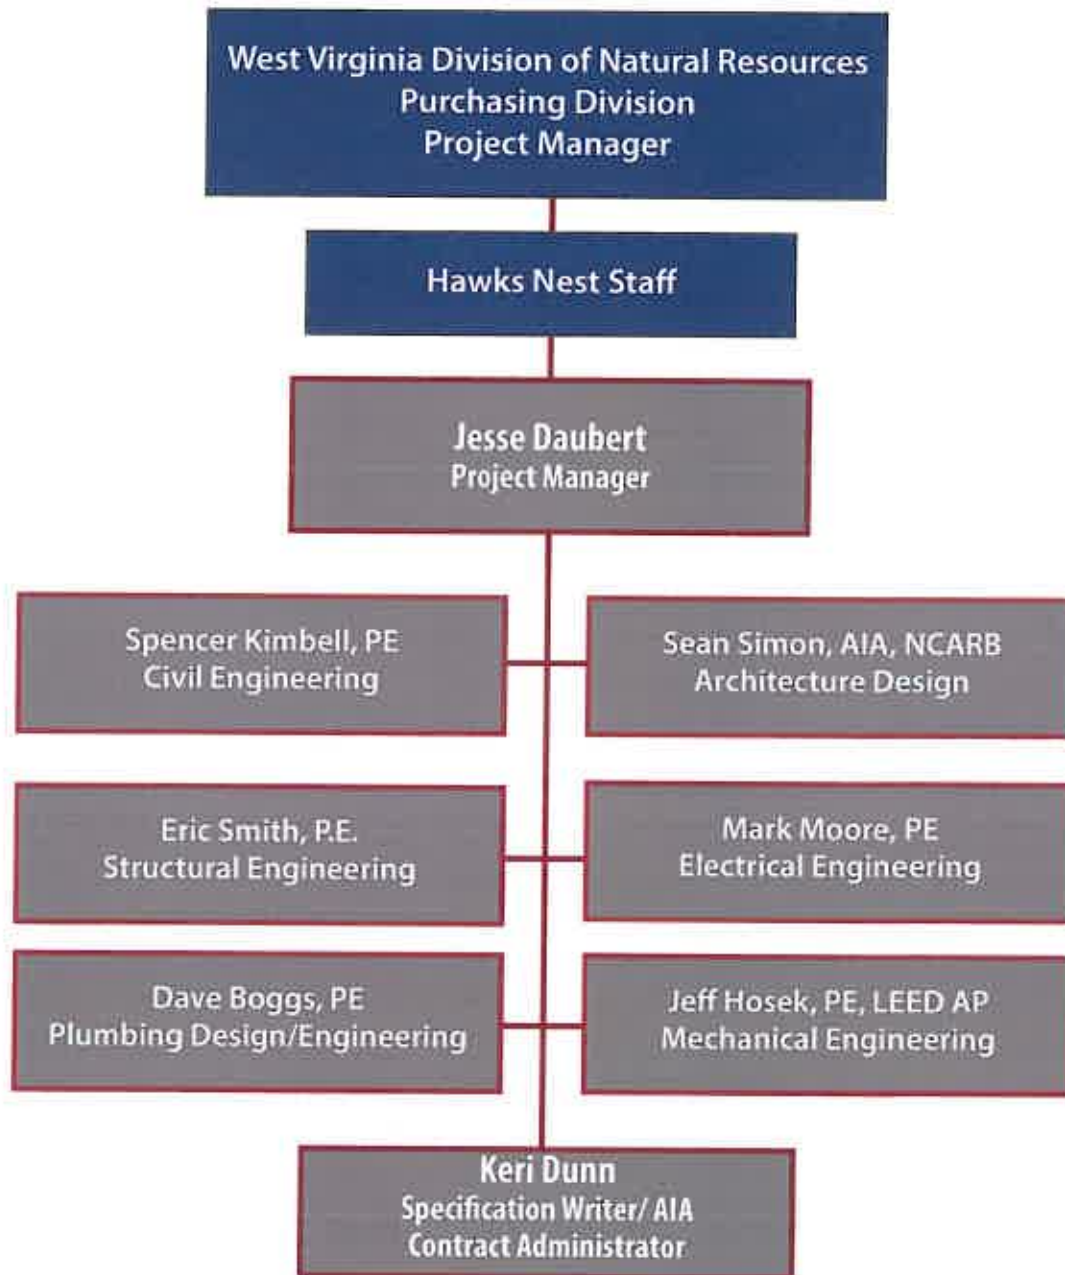 West Virginia Division of Natural Resources
Purchasing Division
Project Manager
Hawks Nest Staff
Jesse Daubert
Project Manager
Spencer Kimbell, PE
Civil Engineering
Sean Simon, AIA, NCARB
Architecture Design
Eric Smith, P.E.
Structural Engineering
Mark Moore, PE
Electrical Engineering
Dave Boggs, PE
Plumbing Design/Engineering
Jeff Hosek, PE, LEED AP
Mechanical Engineering
Keri Dunn
Specification Writer/ AIA
Contract Administrator